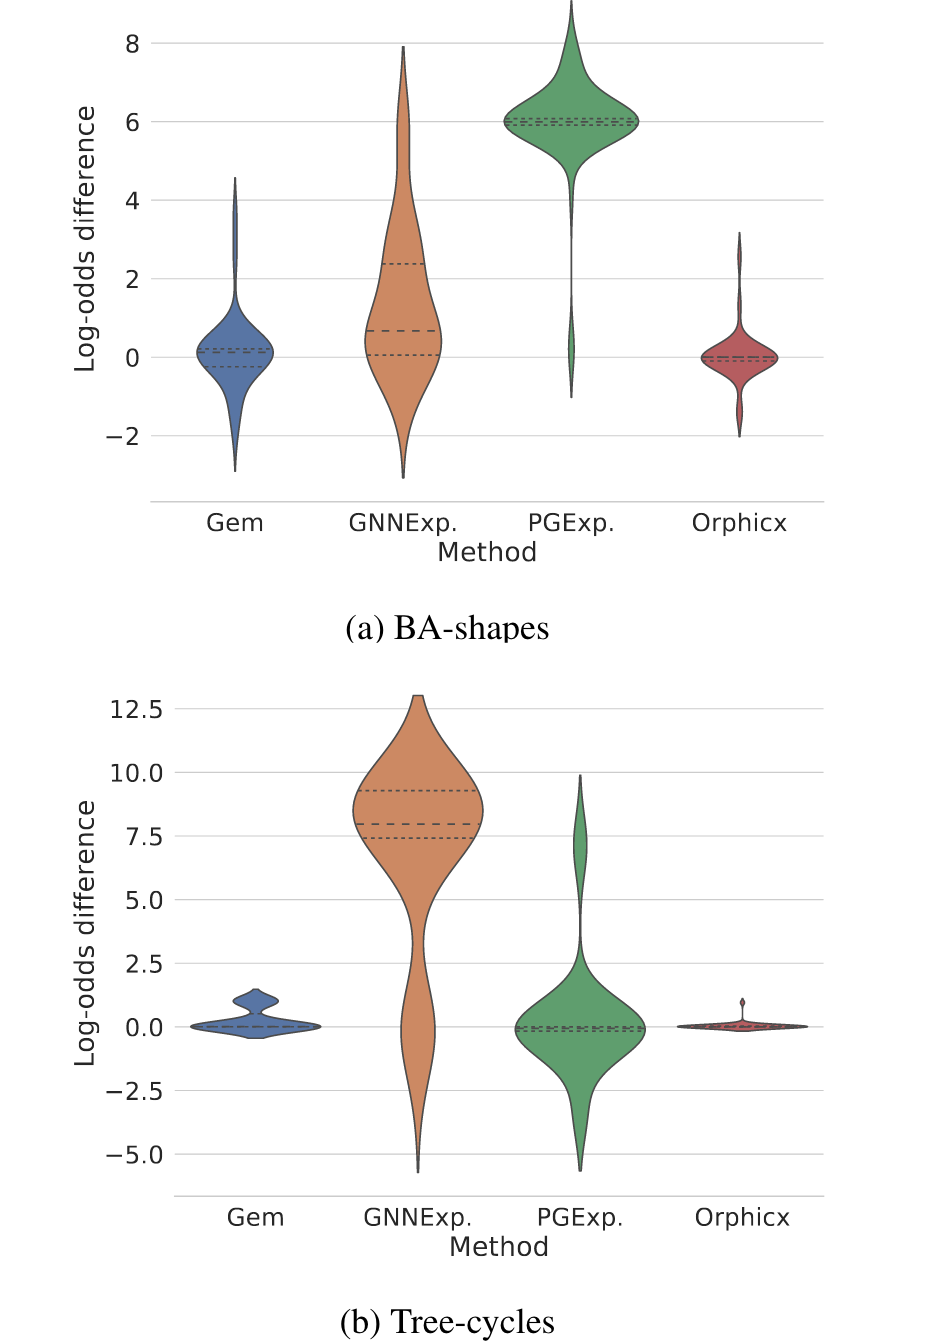 8
6
4
2
0
−2
Log-odds difference
Gem GNNExp. PGExp. Orphicx
Method
(a) BA-shapes
12.5
10.0
7.5
5.0
2.5
0.0
−2.5
−5.0
Log-odds difference
Gem GNNExp. PGExp. Orphicx
Method
(b) Tree-cycles